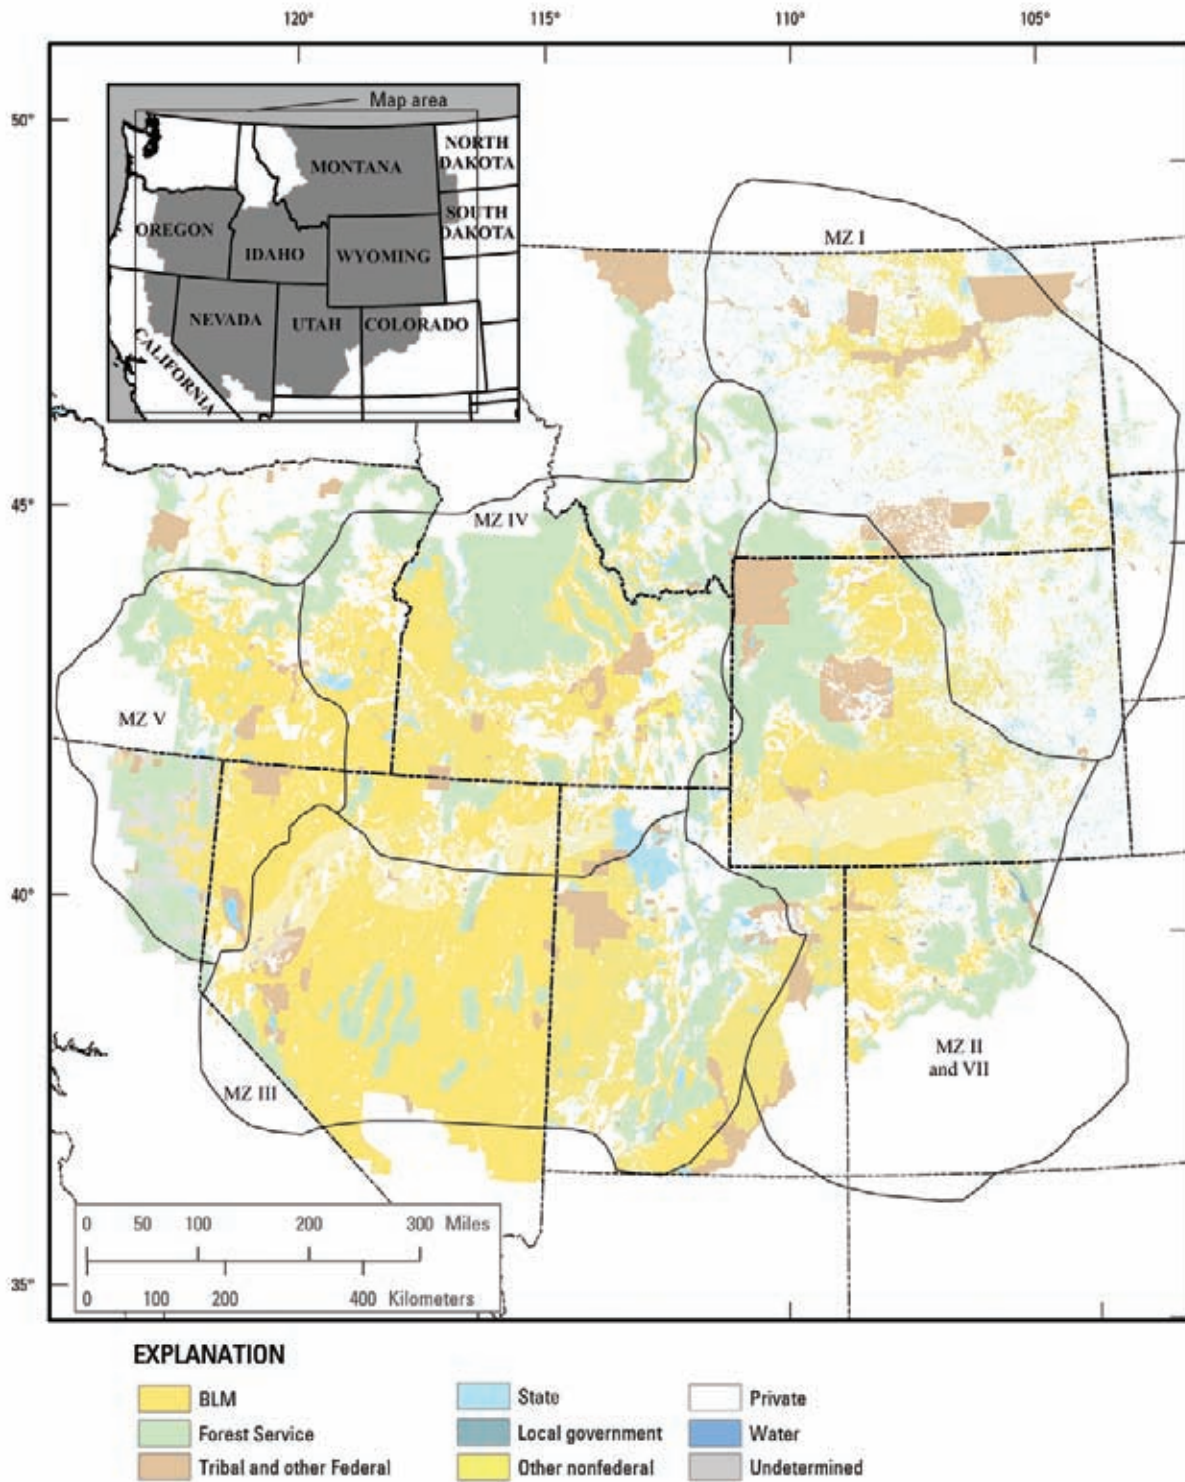 120°
115°
110°
105°
50°
45°
40°
35°
Map area
NORTH
DAKOTA
MONTANA
SOUTH
DAKOTA
OREGON
IDAHO
WYOMING
NEVADA
UTAH
COLORADO
CALIFORNIA
MZ I
MZ IV
MZ V
MZ III
MZ II
and VII
0 50 100 200 300 Miles
0 100 200 400 Kilometers
EXPLANATION
BLM
Forest Service
Tribal and other Federal
State
Local government
Other nonfederal
Private
Water
Undetermined